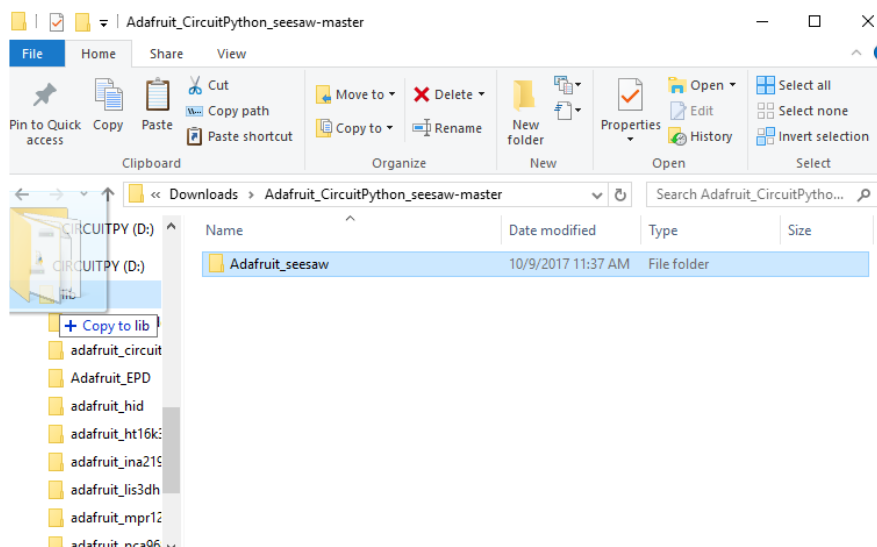 Adafruit_CircuitPython_seesaw-master
File Home Share View
Pin to Quick access
Copy
Paste
Cut
Copy path
Paste shortcut
Clipboard
Move to
Copy to
Delete
Rename
Organize
New folder
New
Properties
Open
Edit
History
Open
Select all
Select none
Invert selection
Select
« Downloads > Adafruit_CircuitPython_seesaw-master
Search Adafruit_CircuitPytho...
CIRCUITPY (D:)
CIRCUITPY (D:)
lib
+ Copy to lib
adafruit_circuit
Adafruit_EPD
adafruit_hid
adafruit_ht16k3
adafruit_ina219
adafruit_lis3dh
adafruit_mpr12
adafruit_pca96
Name Date modified Type Size
Adafruit_seesaw 10/9/2017 11:37 AM File folder